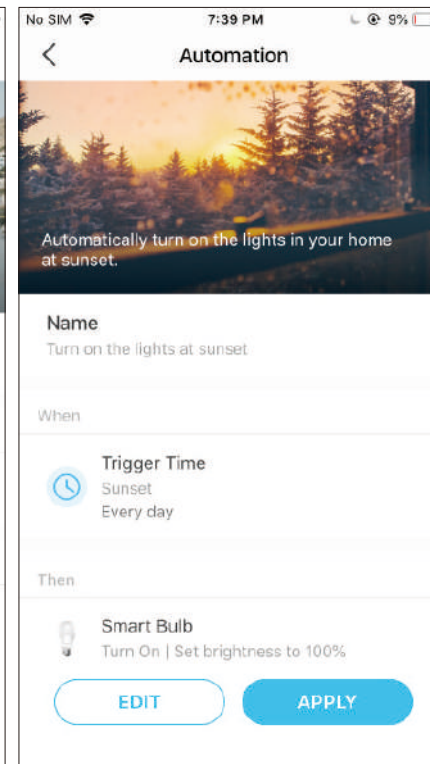 No SIM 7:39 PM 9%
Automation
Automatically turn on the lights in your home
at sunset.
Name
Turn on the lights at sunset
When
Trigger Time
Sunset
Every day
Then
Smart Bulb
Turn On | Set brightness to 100%
EDIT APPLY